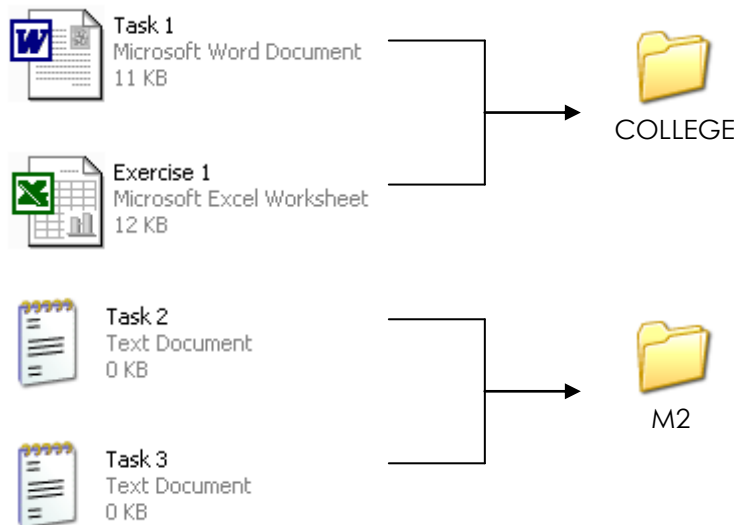 Task 1
Microsoft Word Document
11 KB
COLLEGE
Exercise 1
Microsoft Excel Worksheet
12 KB
Task 2
Text Document
0 KB
M2
Task 3
Text Document
0 KB